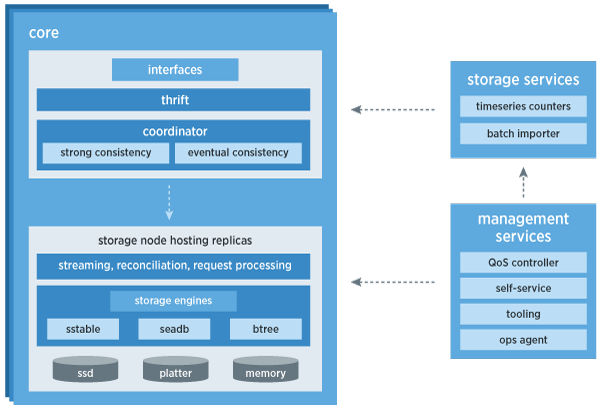 core
interfaces
thrift
coordinator
strong consistency
eventual consistency
storage node hosting replicas
streaming, reconciliation, request processing
storage engines
sstable
seadb
btree
ssd
platter
memory
storage services
timeseries counters
batch importer
management
services
QoS controller
self-service
tooling
ops agent